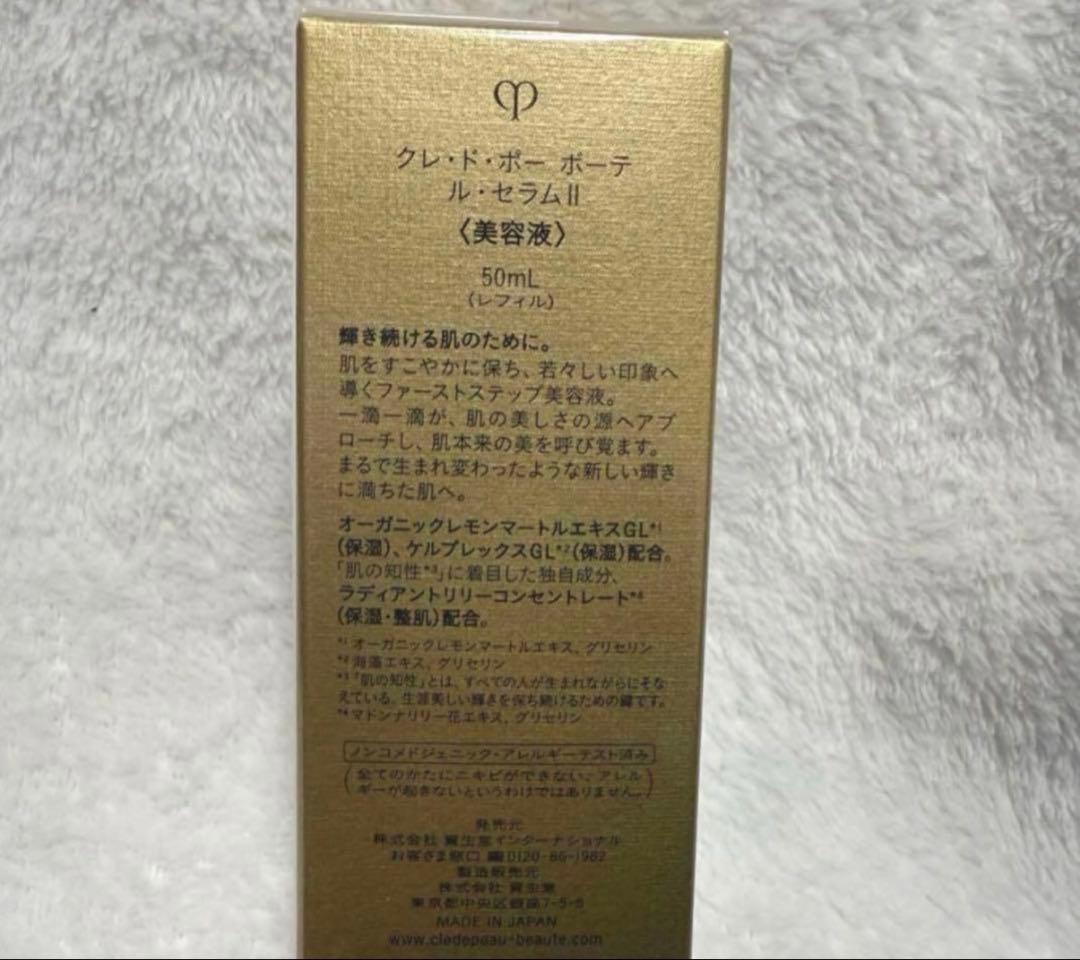 クレ・ド・ポー ボーテ
ル・セラムII
〈美容液〉
50mL
(レフィル)
輝き続ける肌のために。
肌をすこやかに保ち、若々しい印象へ
導くファーストステップ美容液。
一滴一滴が、肌の美しさの源へアプ
ローチし、肌本来の美を呼び覚ます。
まるで生まれ変わったような新しい輝き
に満ちた肌へ。
オーガニックレモンマートルエキスGL*1
(保湿)、ケルプレックスGL*2(保湿)配合。
「肌の知性*3」に着目した独自成分、
ラディアントリリーコンセントレート*4
(保湿・整肌)配合。
*1 オーガニックレモンマートルエキス、グリセリン
*2 海藻エキス、グリセリン
*3「肌の知性」とは、すべての人が生まれながらにそな
えている、生涯美しい輝きを保ち続けるための鍵です。
*4 マドンナリリー花エキス、グリセリン
ノンコメドジェニック・アレルギーテスト済み
(全てのかたにニキビができない、アレル
ギーが起きないというわけではありません。)
発売元
株式会社 資生堂インターナショナル
お客さま窓口 0120-86-1982
製造販売元
株式会社 資生堂
東京都中央区銀座7-5-5
MADE IN JAPAN
www.cledepeau-beaute.com